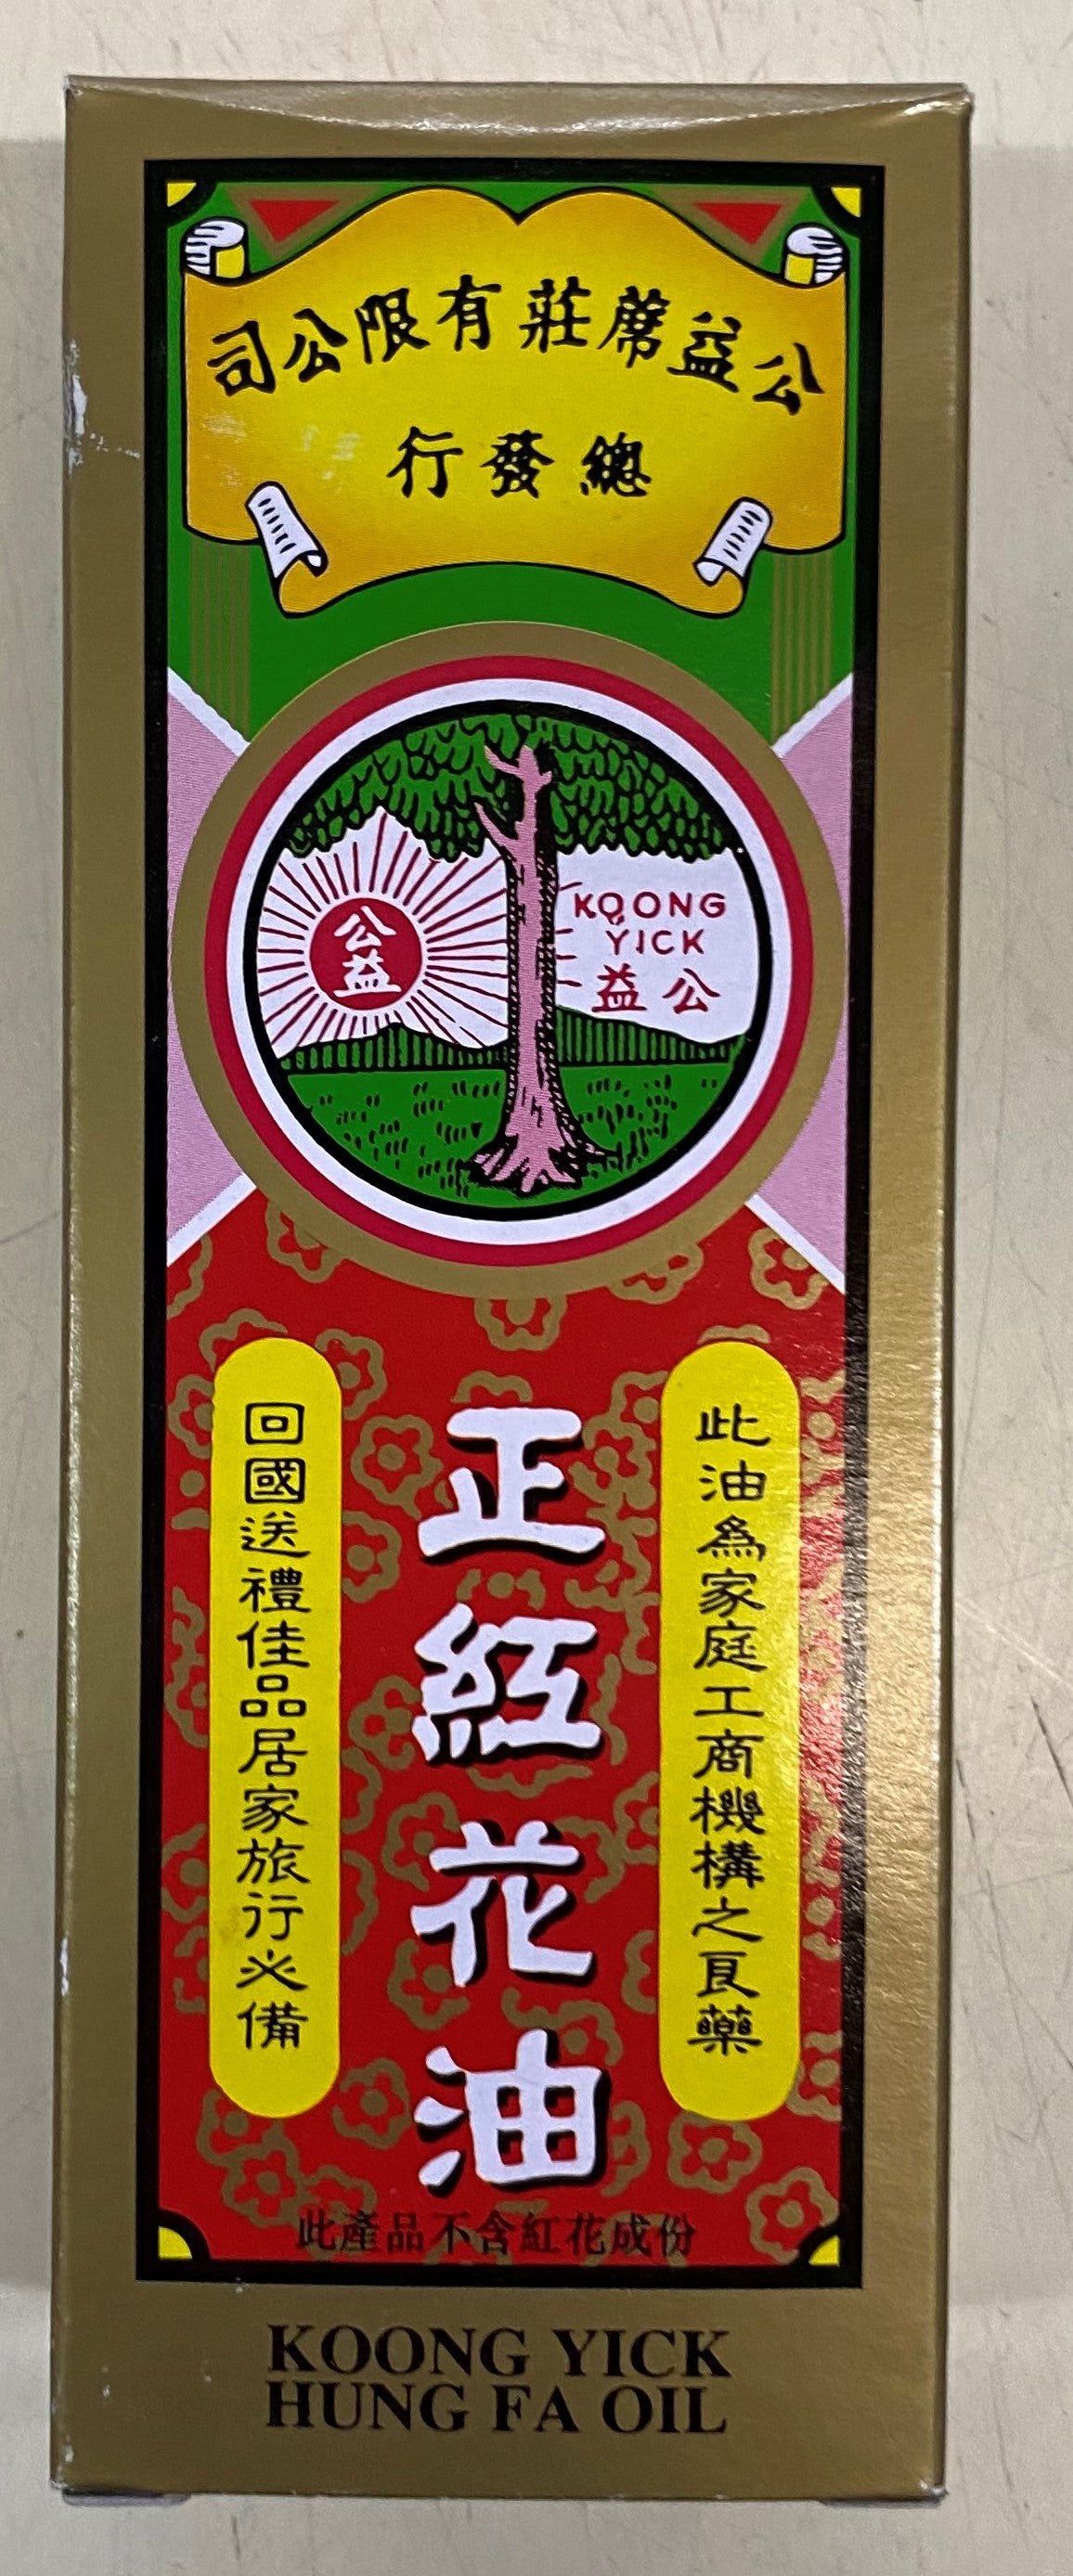 公益蓆莊有限公司
總發行
公益
KOONG
YICK
公益
此油為家庭工商機構之良藥
正紅花油
回國送禮佳品居家旅行必備
此產品不含紅花成份
KOONG YICK
HUNG FA OIL